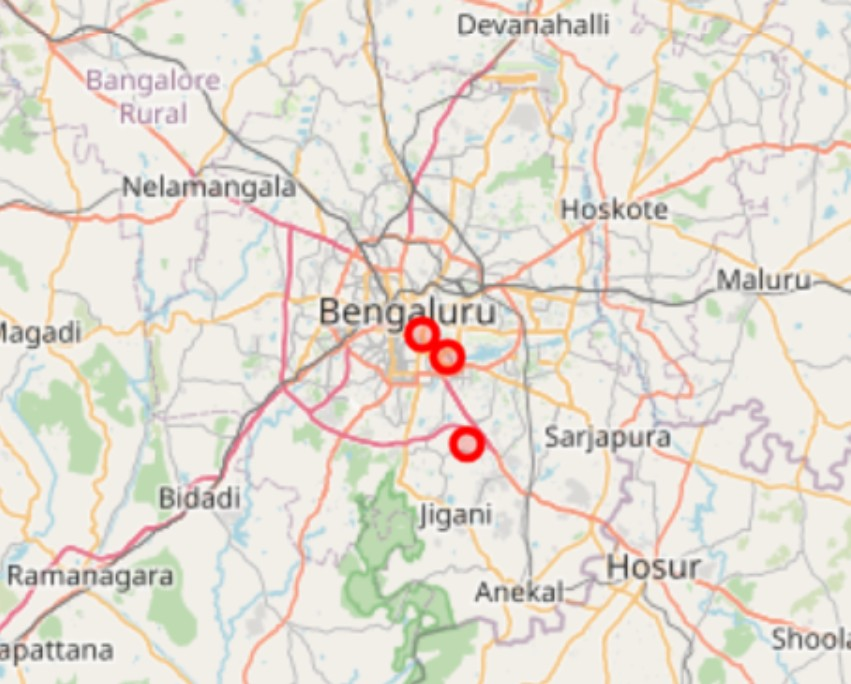 Devanahalli
Bangalore
Rural
Nelamangala
Hoskote
Maluru
Bengaluru
Magadi
Sarjapura
Bidadi
Jigani
Hosur
Ramanagara
Anekal
Shoola
apattana